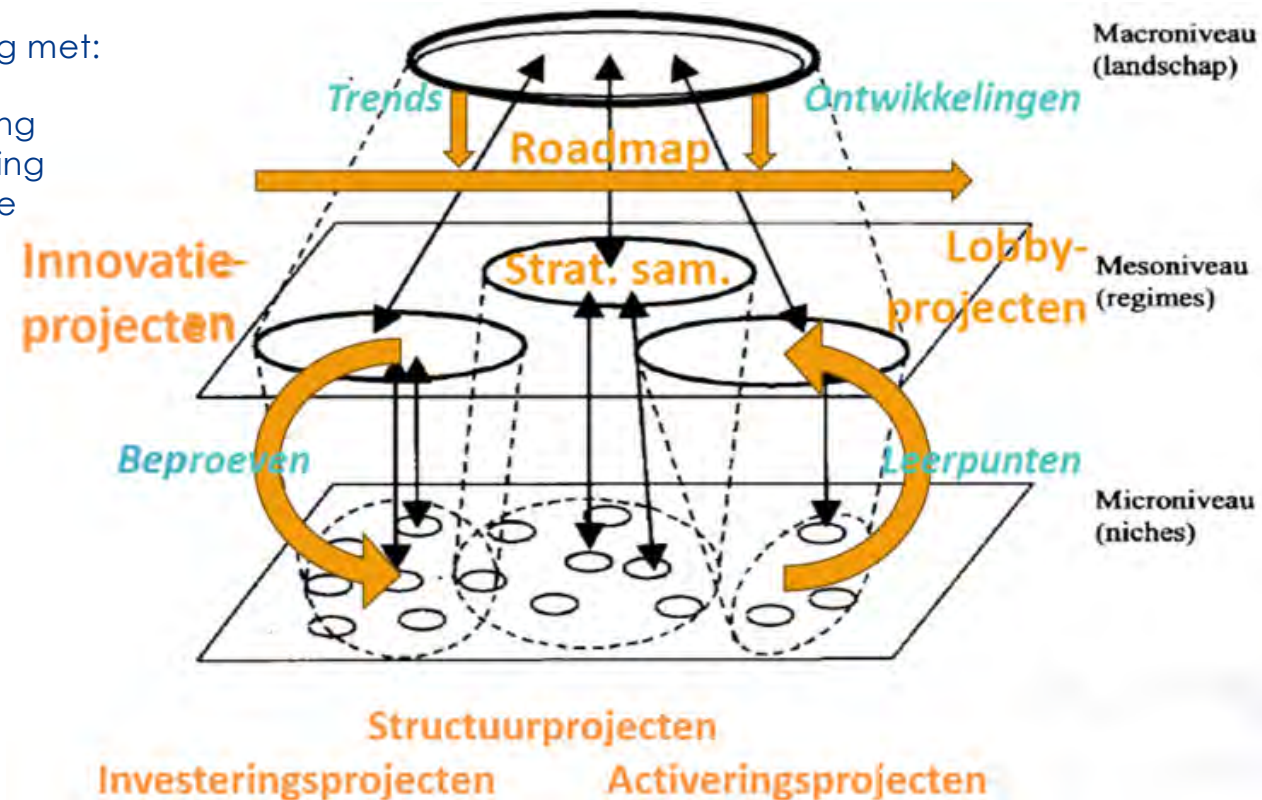 g met:
ng
ing
e
Macroniveau
(landschap)
Trends
Ontwikkelingen
Roadmap
Innovatie-
projecten
Strat. sam.
Lobby-
projecten
Mesoniveau
(regimes)
Beproeven
Leerpunten
Microniveau
(niches)
Structuurprojecten
Investeringsprojecten
Activeringsprojecten